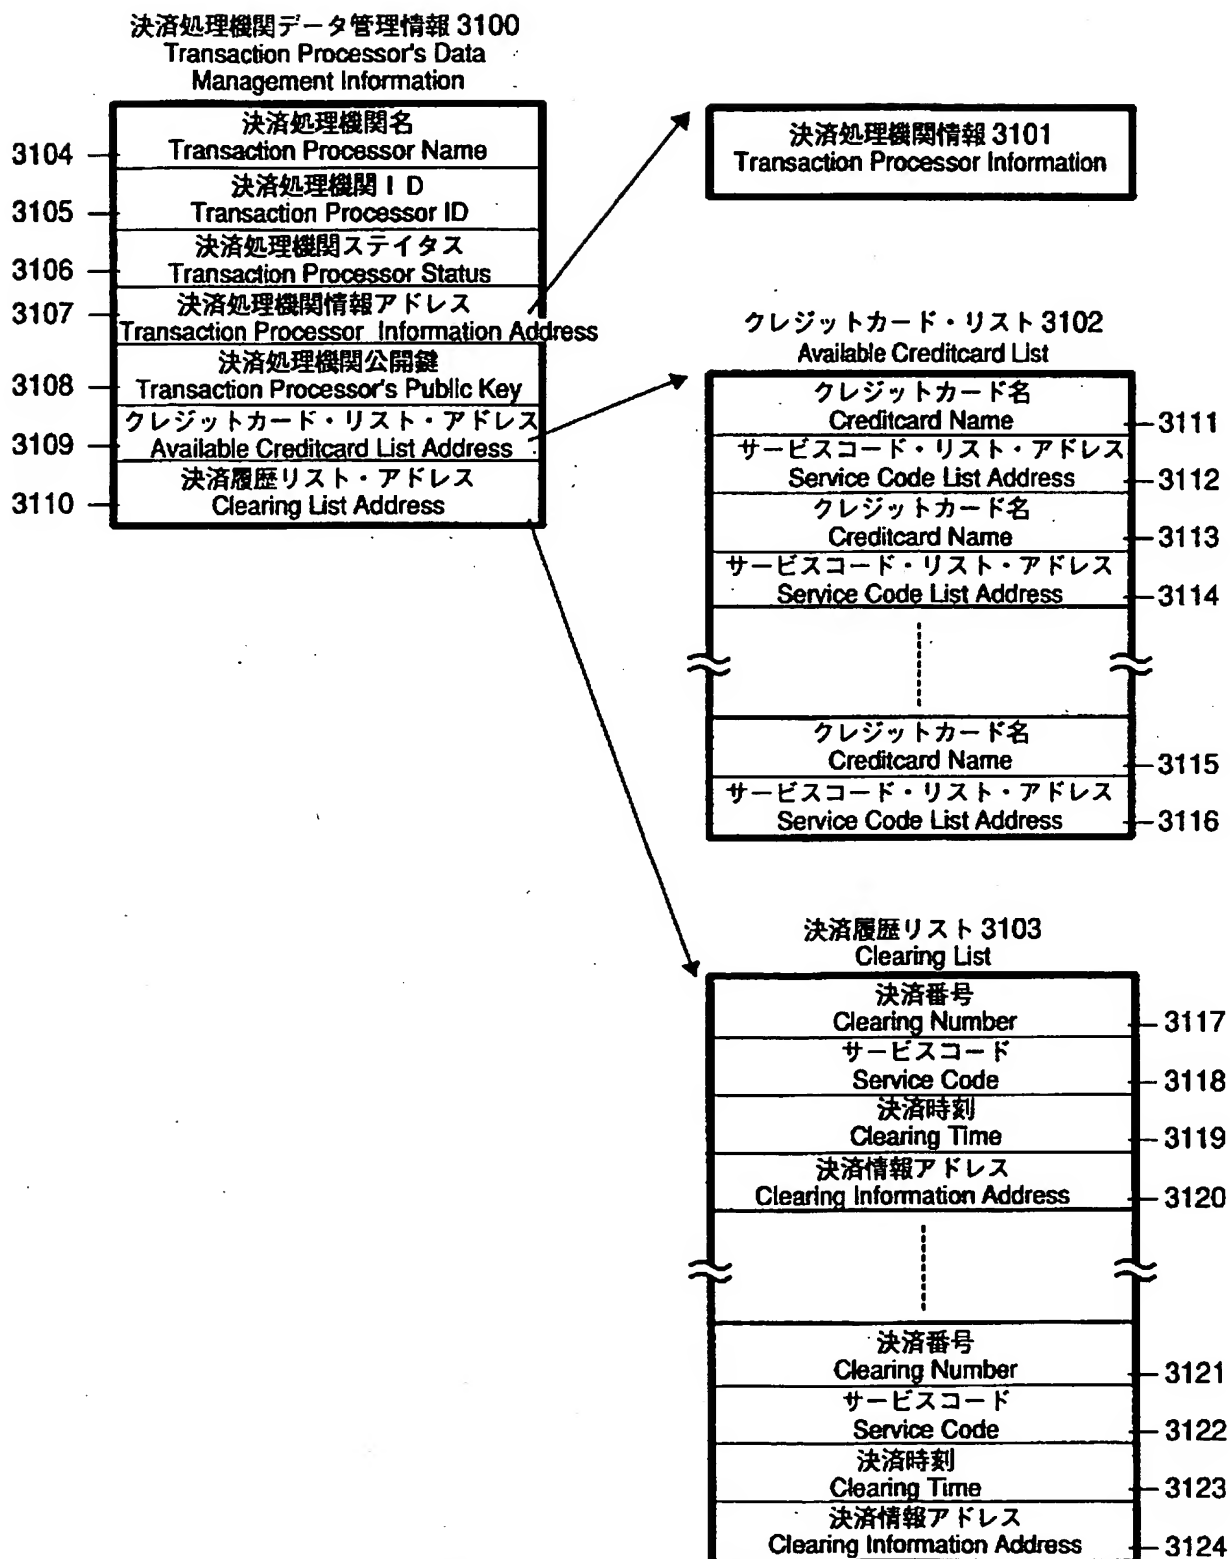 決済処理機関データ管理情報 3100
Transaction Processor's Data
Management Information
決済処理機関名
Transaction Processor Name
3104
決済処理機関ＩＤ
Transaction Processor ID
3105
決済処理機関ステイタス
Transaction Processor Status
3106
決済処理機関情報アドレス
Transaction Processor Information Address
3107
決済処理機関公開鍵
Transaction Processor's Public Key
3108
クレジットカード・リスト・アドレス
Available Creditcard List Address
3109
決済履歴リスト・アドレス
Clearing List Address
3110
決済処理機関情報 3101
Transaction Processor Information
クレジットカード・リスト 3102
Available Creditcard List
クレジットカード名
Creditcard Name
3111
サービスコード・リスト・アドレス
Service Code List Address
3112
クレジットカード名
Creditcard Name
3113
サービスコード・リスト・アドレス
Service Code List Address
3114
クレジットカード名
Creditcard Name
3115
サービスコード・リスト・アドレス
Service Code List Address
3116
決済履歴リスト 3103
Clearing List
決済番号
Clearing Number
3117
サービスコード
Service Code
3118
決済時刻
Clearing Time
3119
決済情報アドレス
Clearing Information Address
3120
決済番号
Clearing Number
3121
サービスコード
Service Code
3122
決済時刻
Clearing Time
3123
決済情報アドレス
Clearing Information Address
3124